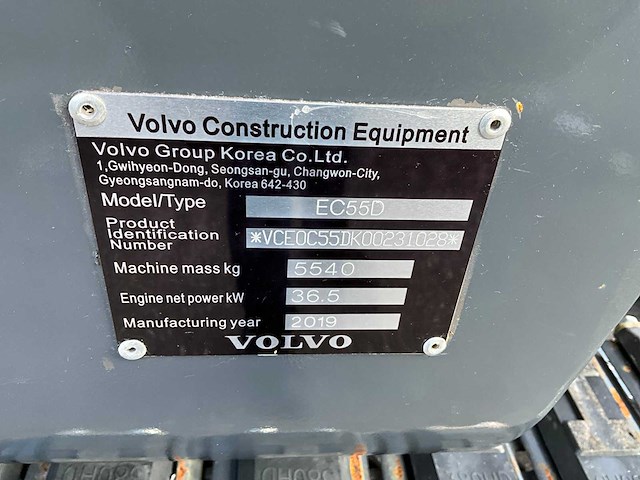 Volvo Construction Equipment
Volvo Group Korea Co.Ltd.
1,Gwihyeon-Dong, Seongsan-gu, Changwon-City,
Gyeongsangnam-do, Korea 642-430
Model/Type EC55D
Product
Identification
Number *VCEOC55DK00231028*
Machine mass kg 5540
Engine net power kW 36.5
Manufacturing year 2019
VOLVO